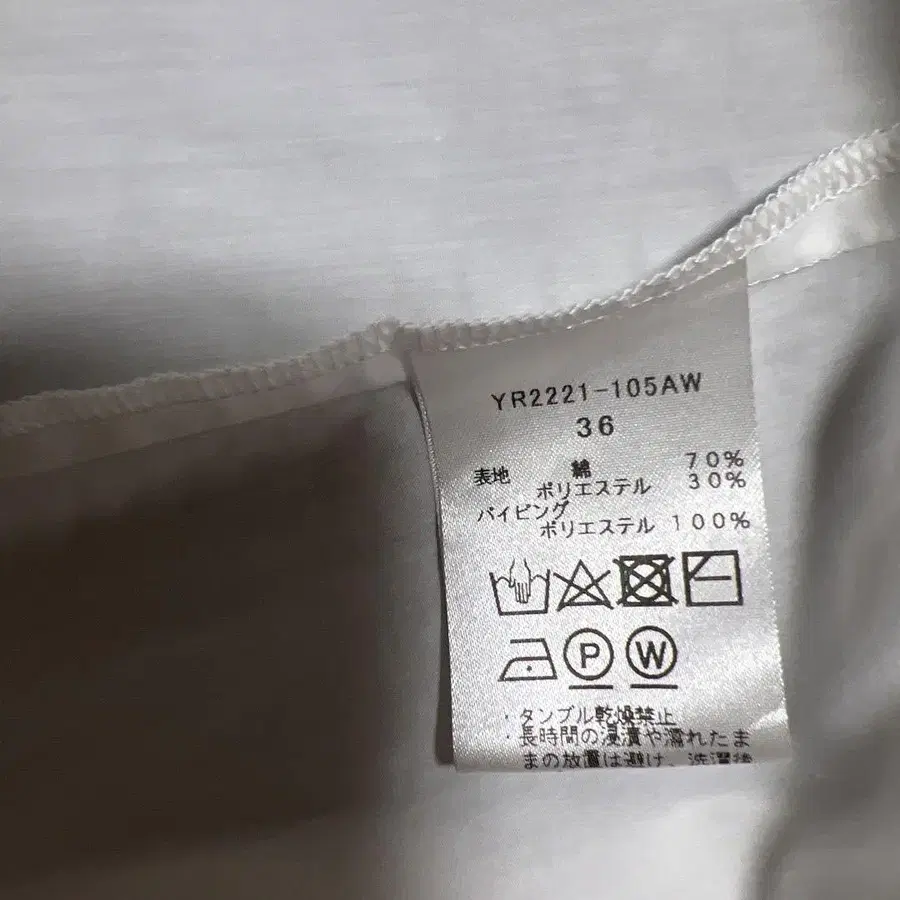 YR2221-105AW
36
表地 綿 70%
ポリエステル 30%
パイピング
ポリエステル 100%
P W
・タンブル乾燥禁止
・長時間の浸漬や濡れたま
まの放置は避け、洗濯後